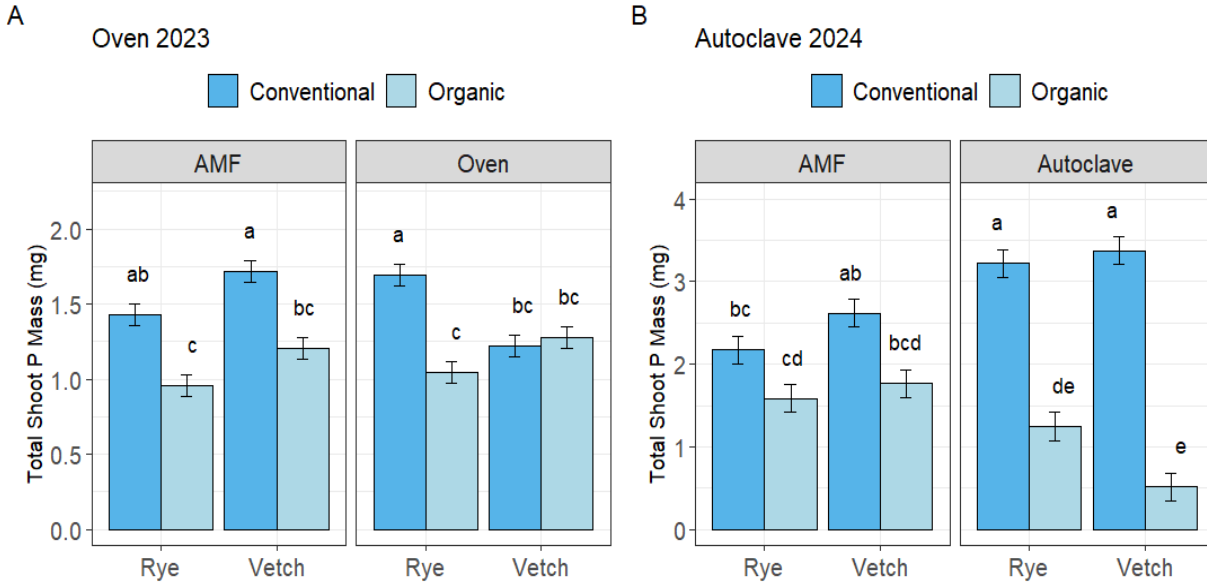 A
Oven 2023
Conventional Organic
AMF Oven
Total Shoot P Mass (mg)
2.0
1.5
1.0
0.5
0.0
ab c a bc
a c bc bc
Rye Vetch Rye Vetch
B
Autoclave 2024
Conventional Organic
AMF Autoclave
Total Shoot P Mass (mg)
4
3
2
1
0
bc cd ab bcd
a de a e
Rye Vetch Rye Vetch